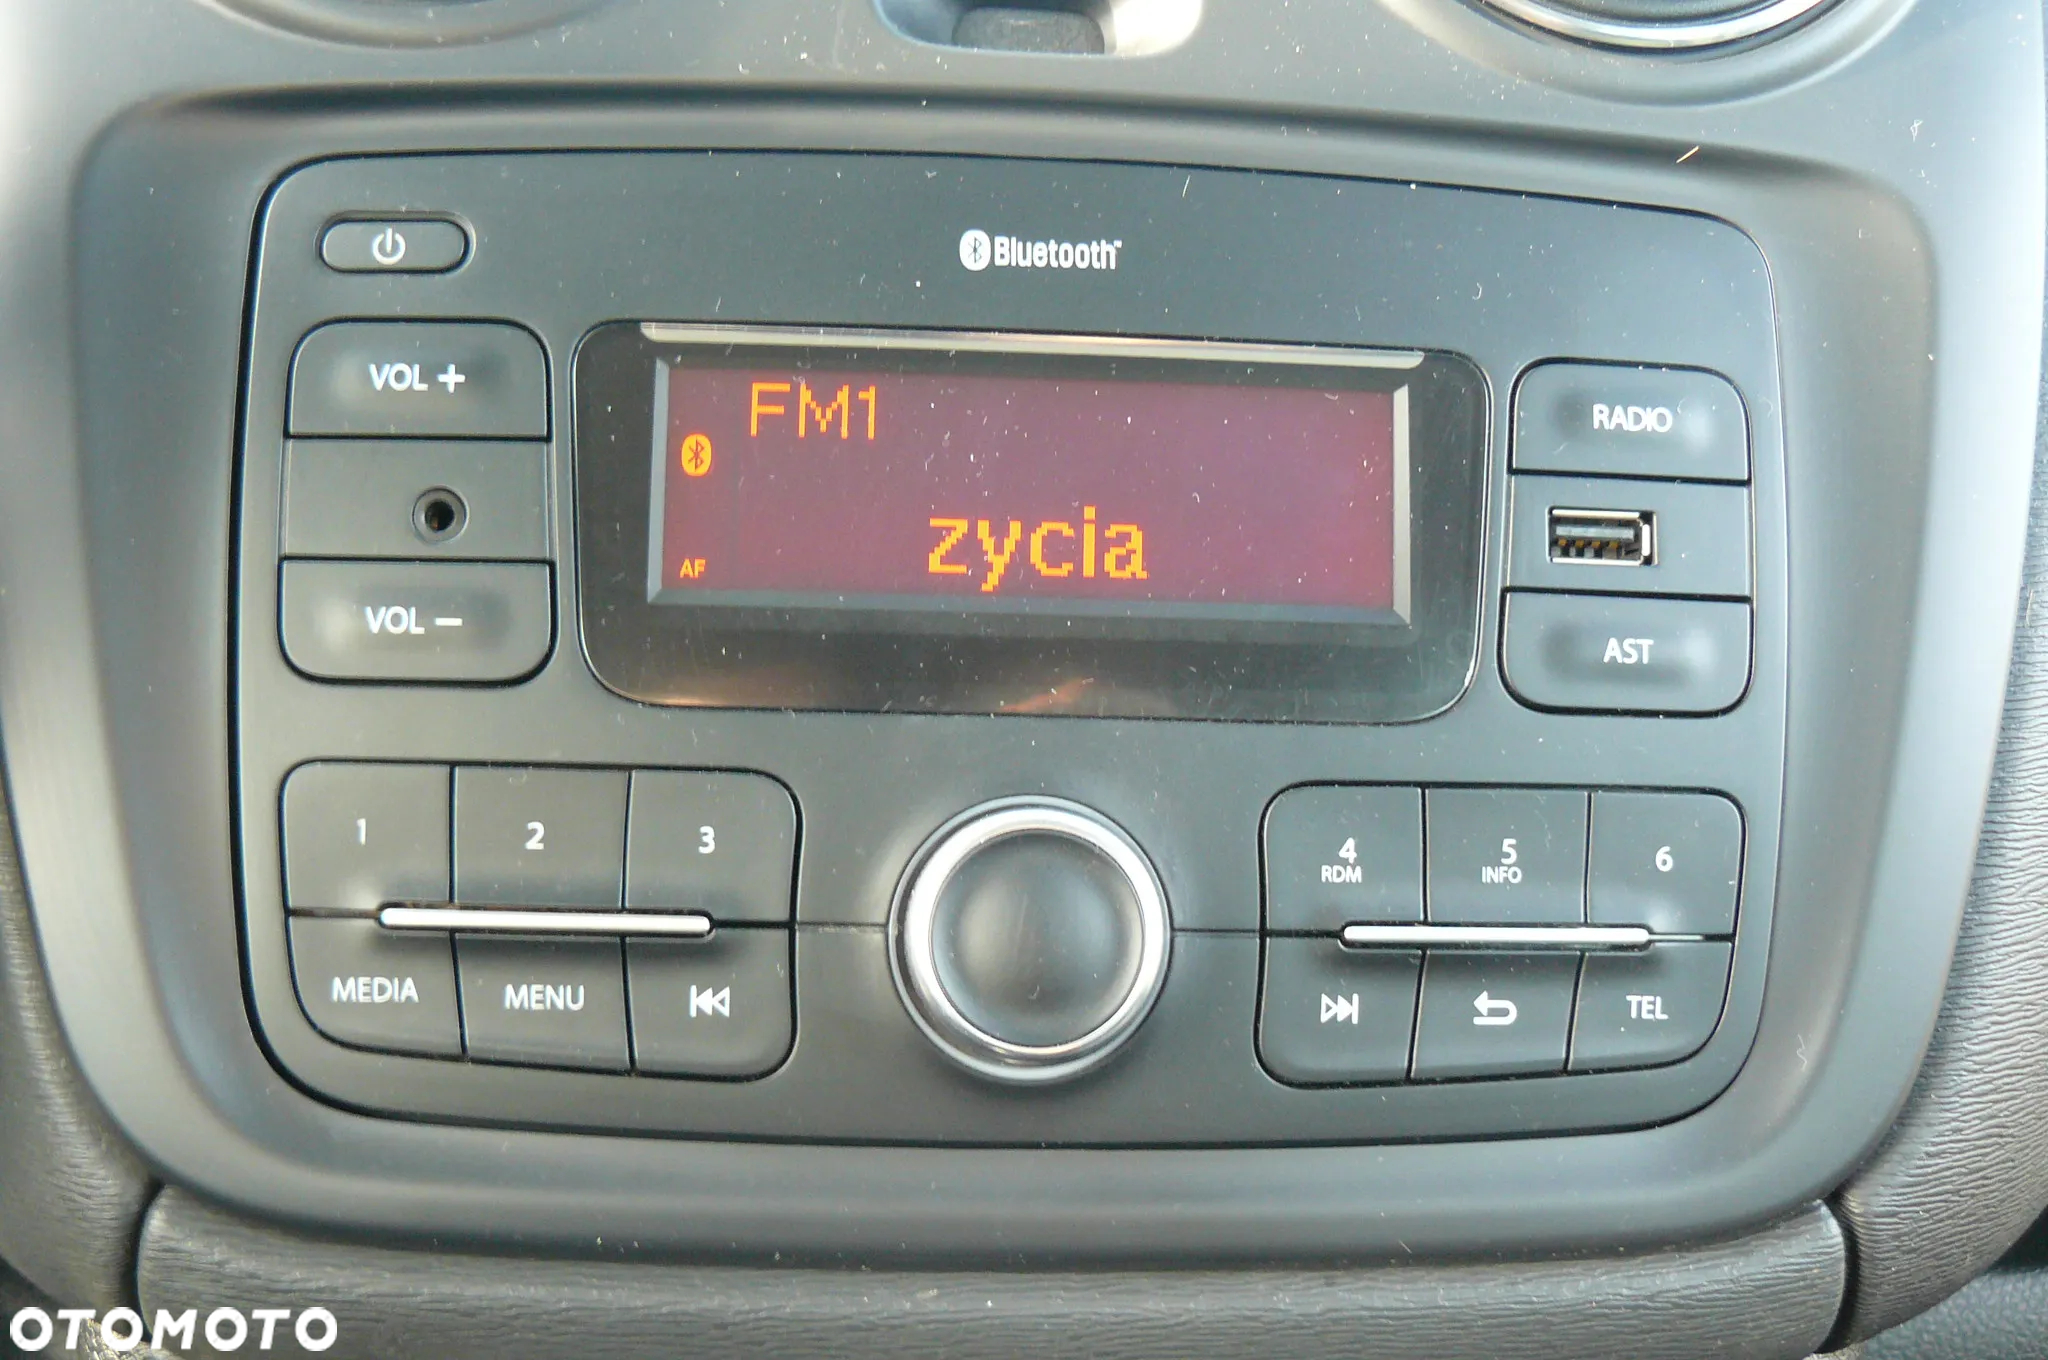 Bluetooth™
VOL +
FM1
RADIO
zycia
AF
VOL −
AST
1
2
3
4
RDM
5
INFO
6
MEDIA
MENU
TEL
OTOMOTO